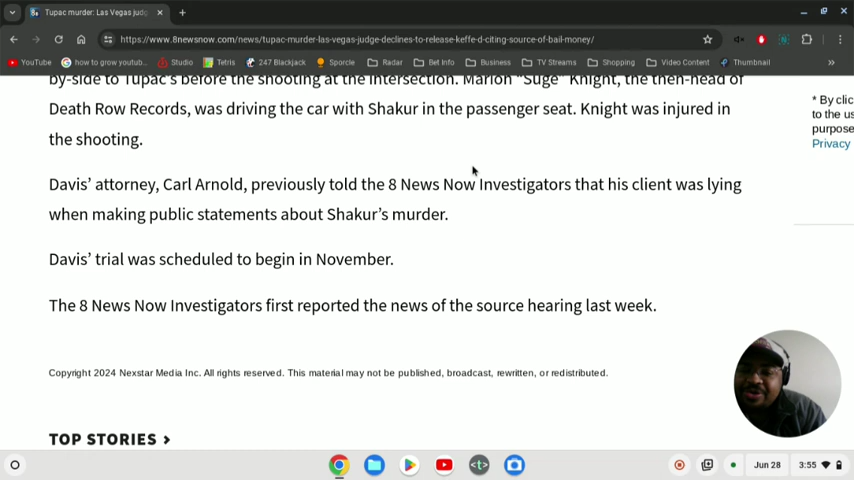 Tupac murder: Las Vegas judg
https://www.8newsnow.com/news/tupac-murder-las-vegas-judge-declines-to-release-keffe-d-citing-source-of-bail-money/
YouTube
how to grow youtub...
Studio
Tetris
247 Blackjack
Sporcle
Radar
Bet Info
Business
TV Streams
Shopping
Video Content
Thumbnail
by-side to Tupac's before the shooting at the intersection. Marion "Suge" Knight, the then-head of
Death Row Records, was driving the car with Shakur in the passenger seat. Knight was injured in
the shooting.
Davis' attorney, Carl Arnold, previously told the 8 News Now Investigators that his client was lying
when making public statements about Shakur's murder.
Davis' trial was scheduled to begin in November.
The 8 News Now Investigators first reported the news of the source hearing last week.
Copyright 2024 Nexstar Media Inc. All rights reserved. This material may not be published, broadcast, rewritten, or redistributed.
TOP STORIES >
* By clic
to the us
purpose
Privacy
Jun 28
3:55